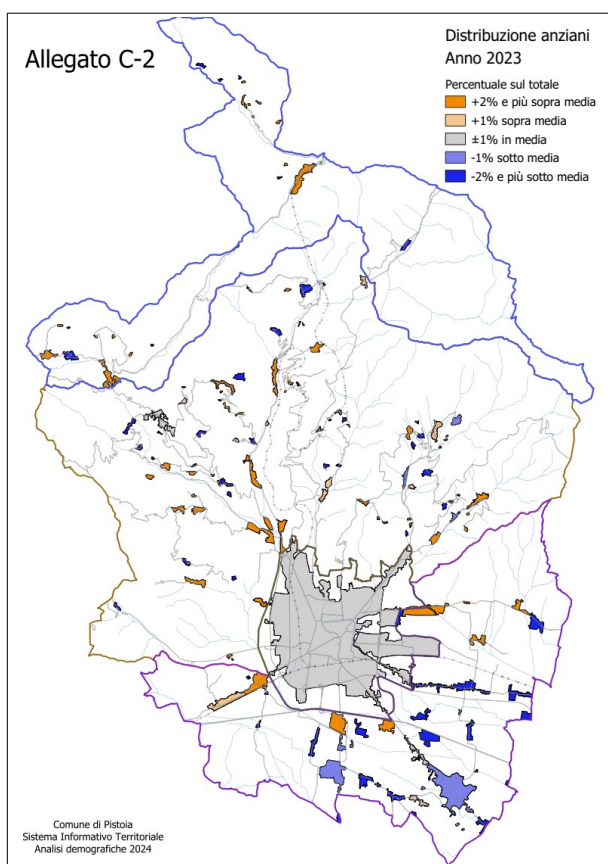 Allegato C-2
Distribuzione anziani
Anno 2023
Percentuale sul totale
+2% e più sopra media
+1% sopra media
±1% in media
-1% sotto media
-2% e più sotto media
Comune di Pistoia
Sistema Informativo Territoriale
Analisi demografiche 2024